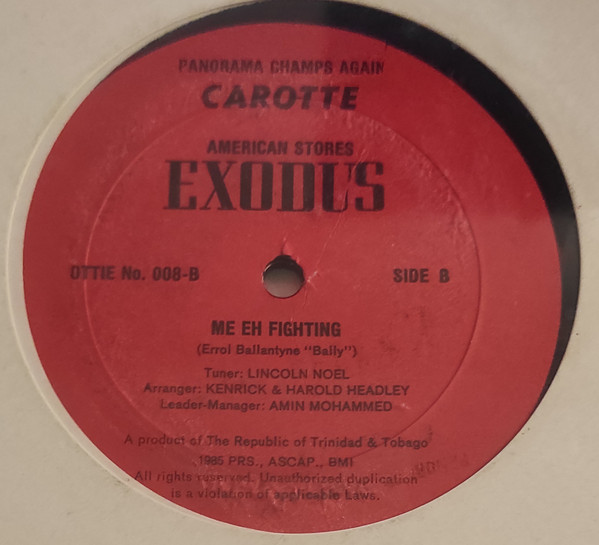 PANORAMA CHAMPS AGAIN
CAROTTE
AMERICAN STORES
EXODUS
OTTIE No. 008-B SIDE B
ME EH FIGHTING
(Errol Ballantyne "Bally")
Tuner: LINCOLN NOEL
Arranger: KENRICK & HAROLD HEADLEY
Leader-Manager: AMIN MOHAMMED
A product of The Republic of Trinidad & Tobago
1985 PRS., ASCAP., BMI
All rights reserved. Unauthorized duplication
is a violation of applicable Laws.